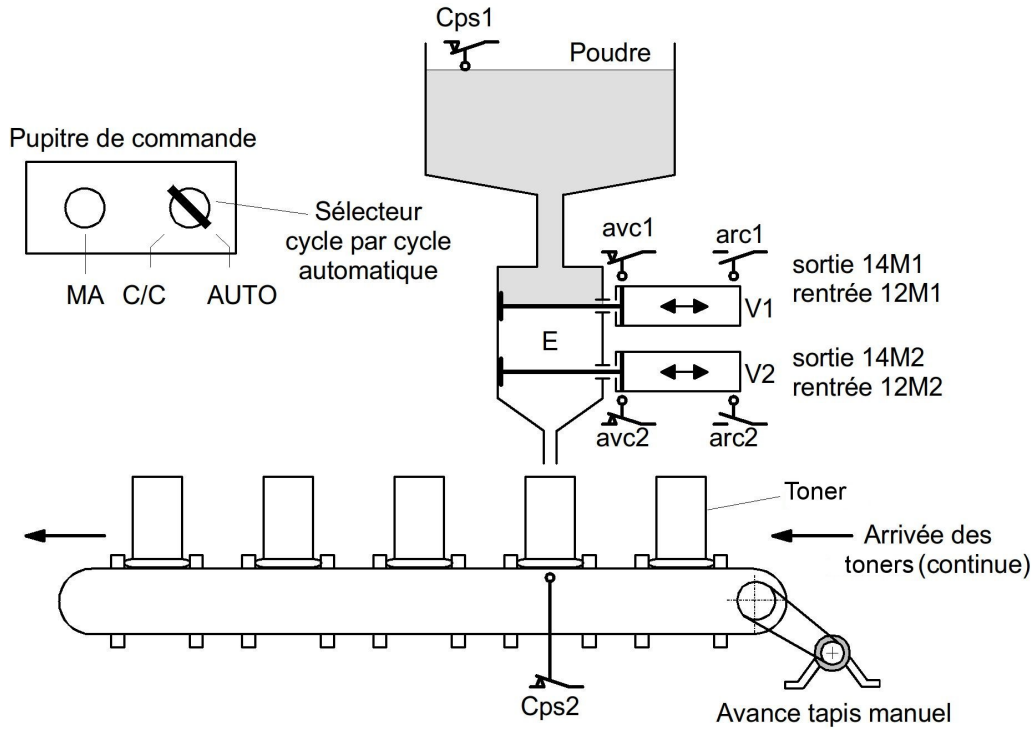 Cps1
Poudre
Pupitre de commande
Sélecteur
cycle par cycle
automatique
MA C/C AUTO
avc1
arc1
sortie 14M1
rentrée 12M1
V1
E
V2
sortie 14M2
rentrée 12M2
avc2
arc2
Toner
Arrivée des
toners (continue)
Cps2
Avance tapis manuel